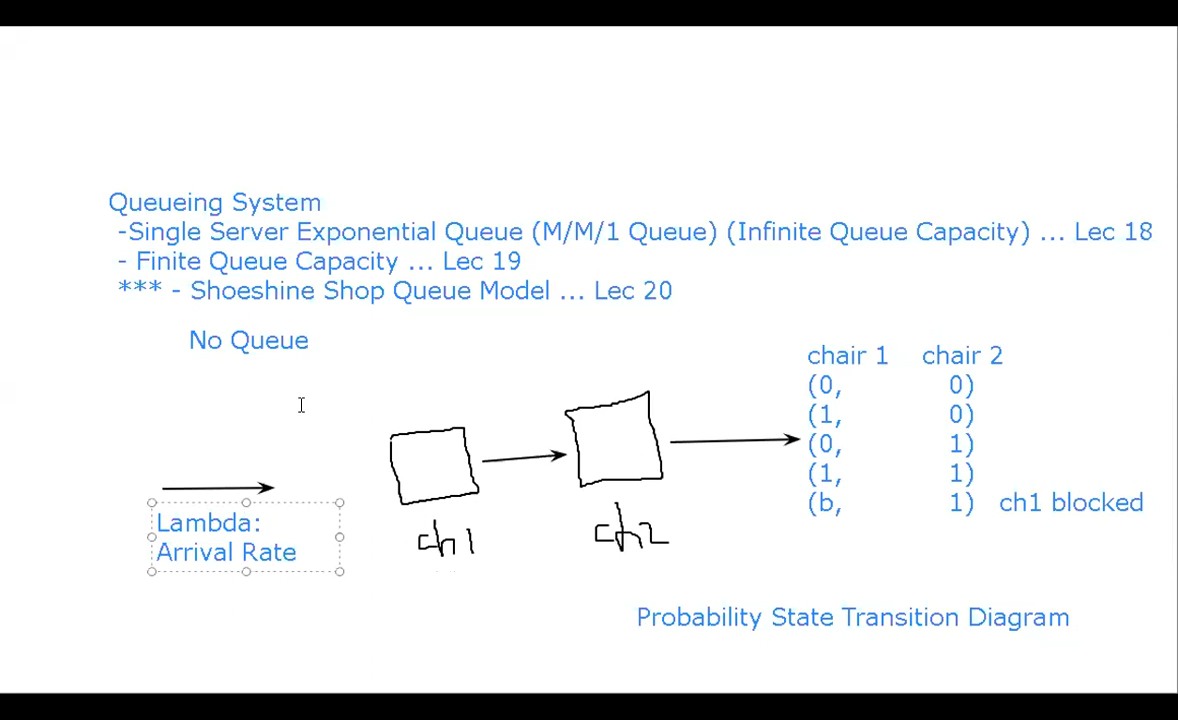 Queueing System
-Single Server Exponential Queue (M/M/1 Queue) (Infinite Queue Capacity) ... Lec 18
- Finite Queue Capacity ... Lec 19
*** - Shoeshine Shop Queue Model ... Lec 20
No Queue
chair 1 chair 2
(0, 0)
(1, 0)
(0, 1)
(1, 1)
(b, 1) ch1 blocked
Lambda:
Arrival Rate
ch1
ch2
Probability State Transition Diagram